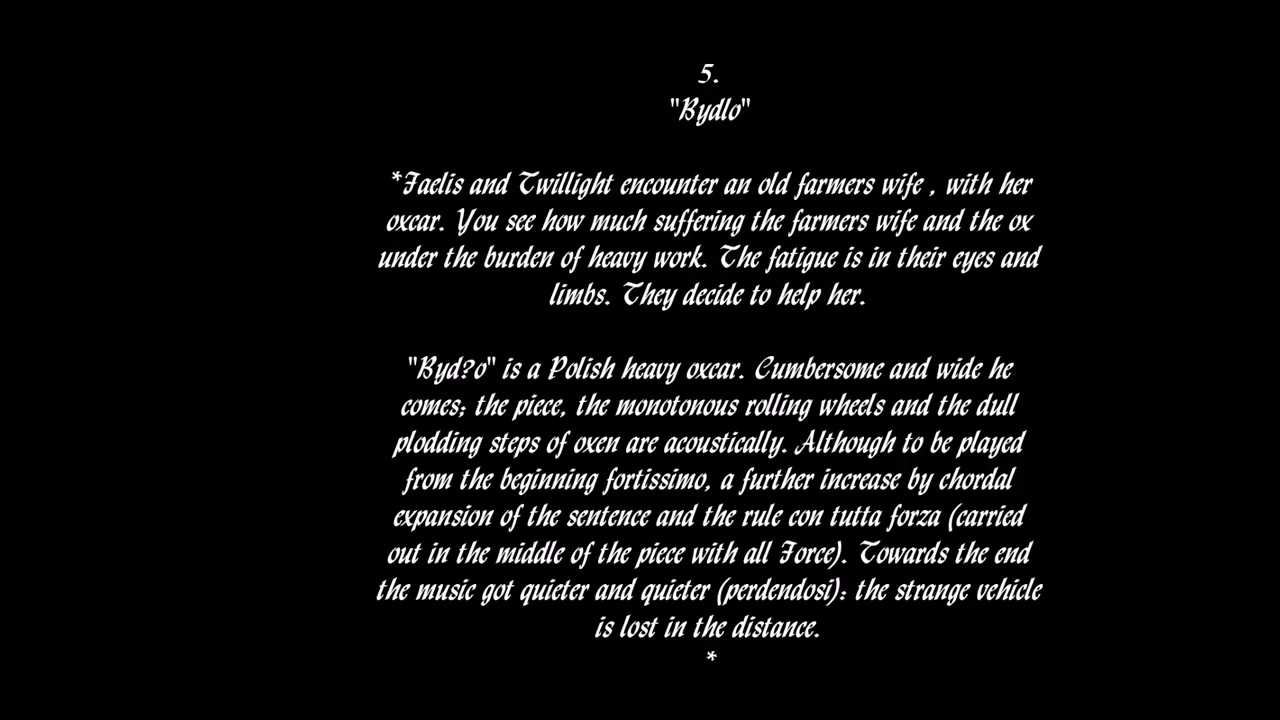 5.
"Bydlo"
*Faelis and Twillight encounter an old farmers wife , with her
oxcar. You see how much suffering the farmers wife and the ox
under the burden of heavy work. The fatigue is in their eyes and
limbs. They decide to help her.
"Byd?o" is a Polish heavy oxcar. Cumbersome and wide he
comes; the piece, the monotonous rolling wheels and the dull
plodding steps of oxen are acoustically. Although to be played
from the beginning fortissimo, a further increase by chordal
expansion of the sentence and the rule con tutta forza (carried
out in the middle of the piece with all Force). Towards the end
the music got quieter and quieter (perdendosi): the strange vehicle
is lost in the distance.
*